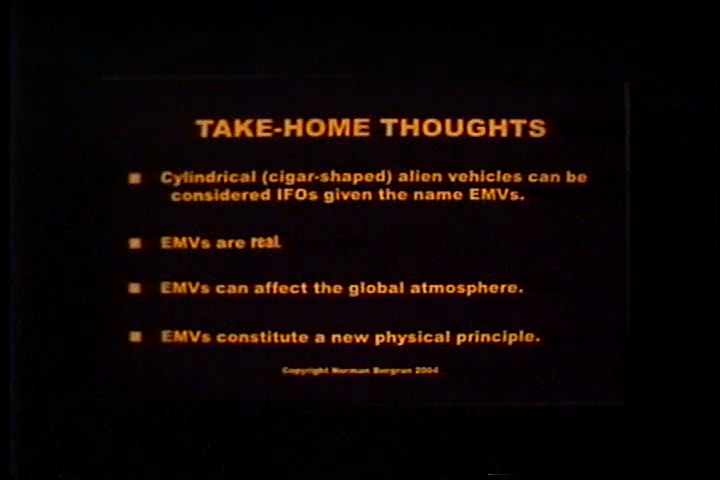 TAKE-HOME THOUGHTS
Cylindrical (cigar-shaped) alien vehicles can be
considered IFOs given the name EMVs.
EMVs are real.
EMVs can affect the global atmosphere.
EMVs constitute a new physical principle.
Copyright Norman Bergrun 2004